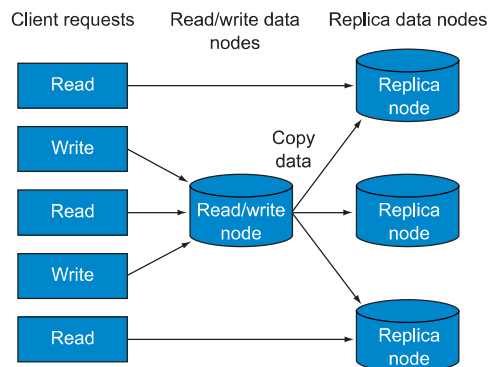 Client requests
Read/write data
nodes
Replica data nodes
Read
Replica
node
Write
Copy
data
Read
Read/write
node
Replica
node
Write
Read
Replica
node